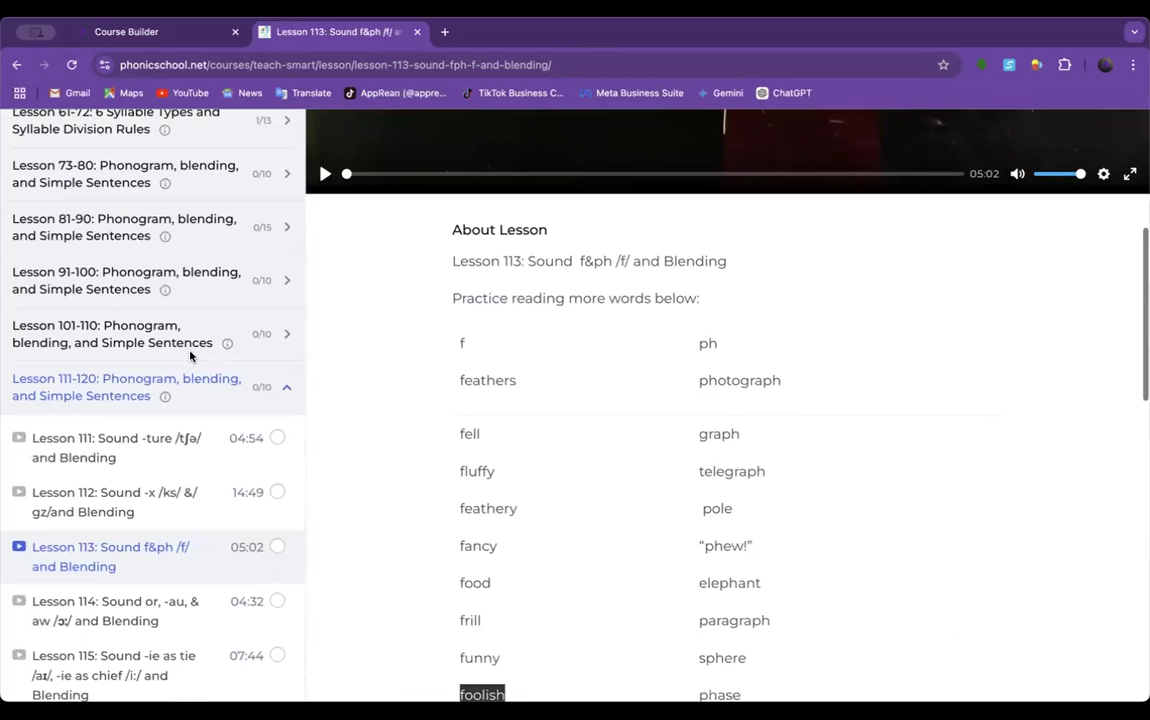 Course Builder
Lesson 113: Sound f&ph /f/ a
phonicschool.net/courses/teach-smart/lesson/lesson-113-sound-fph-f-and-blending/
Gmail Maps YouTube News Translate AppRean (@appre... TikTok Business C... Meta Business Suite Gemini ChatGPT
Lesson 61-72: 6 Syllable Types and
Syllable Division Rules
1/13
Lesson 73-80: Phonogram, blending,
and Simple Sentences
0/10
Lesson 81-90: Phonogram, blending,
and Simple Sentences
0/15
Lesson 91-100: Phonogram, blending,
and Simple Sentences
0/10
Lesson 101-110: Phonogram,
blending, and Simple Sentences
0/10
Lesson 111-120: Phonogram, blending,
and Simple Sentences
0/10
Lesson 111: Sound -ture /tʃə/
and Blending
04:54
Lesson 112: Sound -x /ks/ &/
gz/and Blending
14:49
Lesson 113: Sound f&ph /f/
and Blending
05:02
Lesson 114: Sound or, -au, &
aw /ɔː/ and Blending
04:32
Lesson 115: Sound -ie as tie
/aɪ/, -ie as chief /i:/ and
Blending
07:44
05:02
About Lesson
Lesson 113: Sound f&ph /f/ and Blending
Practice reading more words below:
f ph
feathers photograph
fell graph
fluffy telegraph
feathery pole
fancy “phew!”
food elephant
frill paragraph
funny sphere
foolish phase